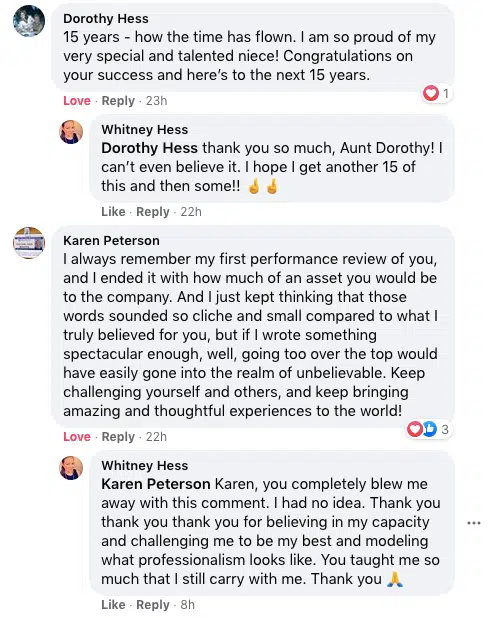 Dorothy Hess
15 years - how the time has flown. I am so proud of my
very special and talented niece! Congratulations on
your success and here’s to the next 15 years.
1
Love · Reply · 23h
Whitney Hess
Dorothy Hess thank you so much, Aunt Dorothy! I
can’t even believe it. I hope I get another 15 of
this and then some!! 🤞🤞
Like · Reply · 22h
Karen Peterson
I always remember my first performance review of you,
and I ended it with how much of an asset you would be
to the company. And I just kept thinking that those
words sounded so cliche and small compared to what I
truly believed for you, but if I wrote something
spectacular enough, well, going too over the top would
have easily gone into the realm of unbelievable. Keep
challenging yourself and others, and keep bringing
amazing and thoughtful experiences to the world!
3
Love · Reply · 22h
Whitney Hess
Karen Peterson Karen, you completely blew me
away with this comment. I had no idea. Thank you
thank you thank you for believing in my capacity
and challenging me to be my best and modeling
what professionalism looks like. You taught me so
much that I still carry with me. Thank you 🙏
Like · Reply · 8h